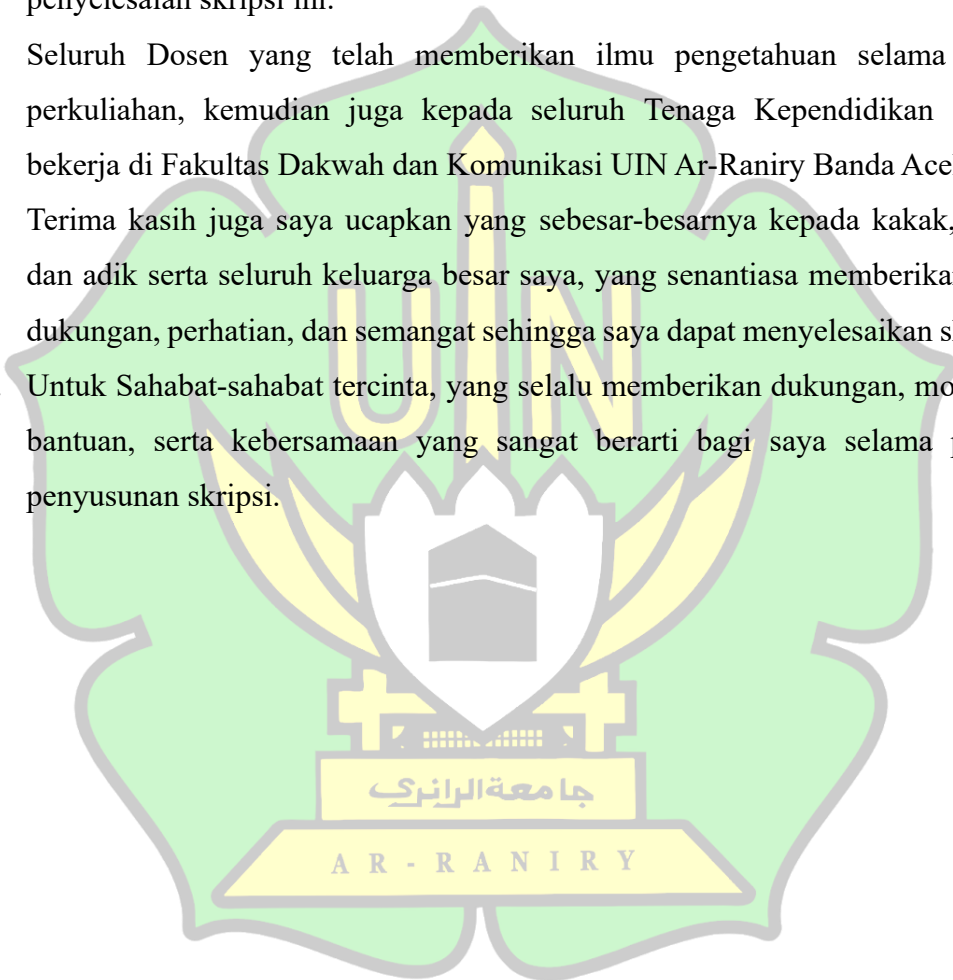 penyelesaian skripsi ini.
Seluruh Dosen yang telah memberikan ilmu pengetahuan selama
perkuliahan, kemudian juga kepada seluruh Tenaga Kependidikan
bekerja di Fakultas Dakwah dan Komunikasi UIN Ar-Raniry Banda Aceh
Terima kasih juga saya ucapkan yang sebesar-besarnya kepada kakak,
dan adik serta seluruh keluarga besar saya, yang senantiasa memberikan
dukungan, perhatian, dan semangat sehingga saya dapat menyelesaikan
Untuk Sahabat-sahabat tercinta, yang selalu memberikan dukungan,
bantuan, serta kebersamaan yang sangat berarti bagi saya selama
penyusunan skripsi.
UIN
جامعة الرانري
AR-RANIRY